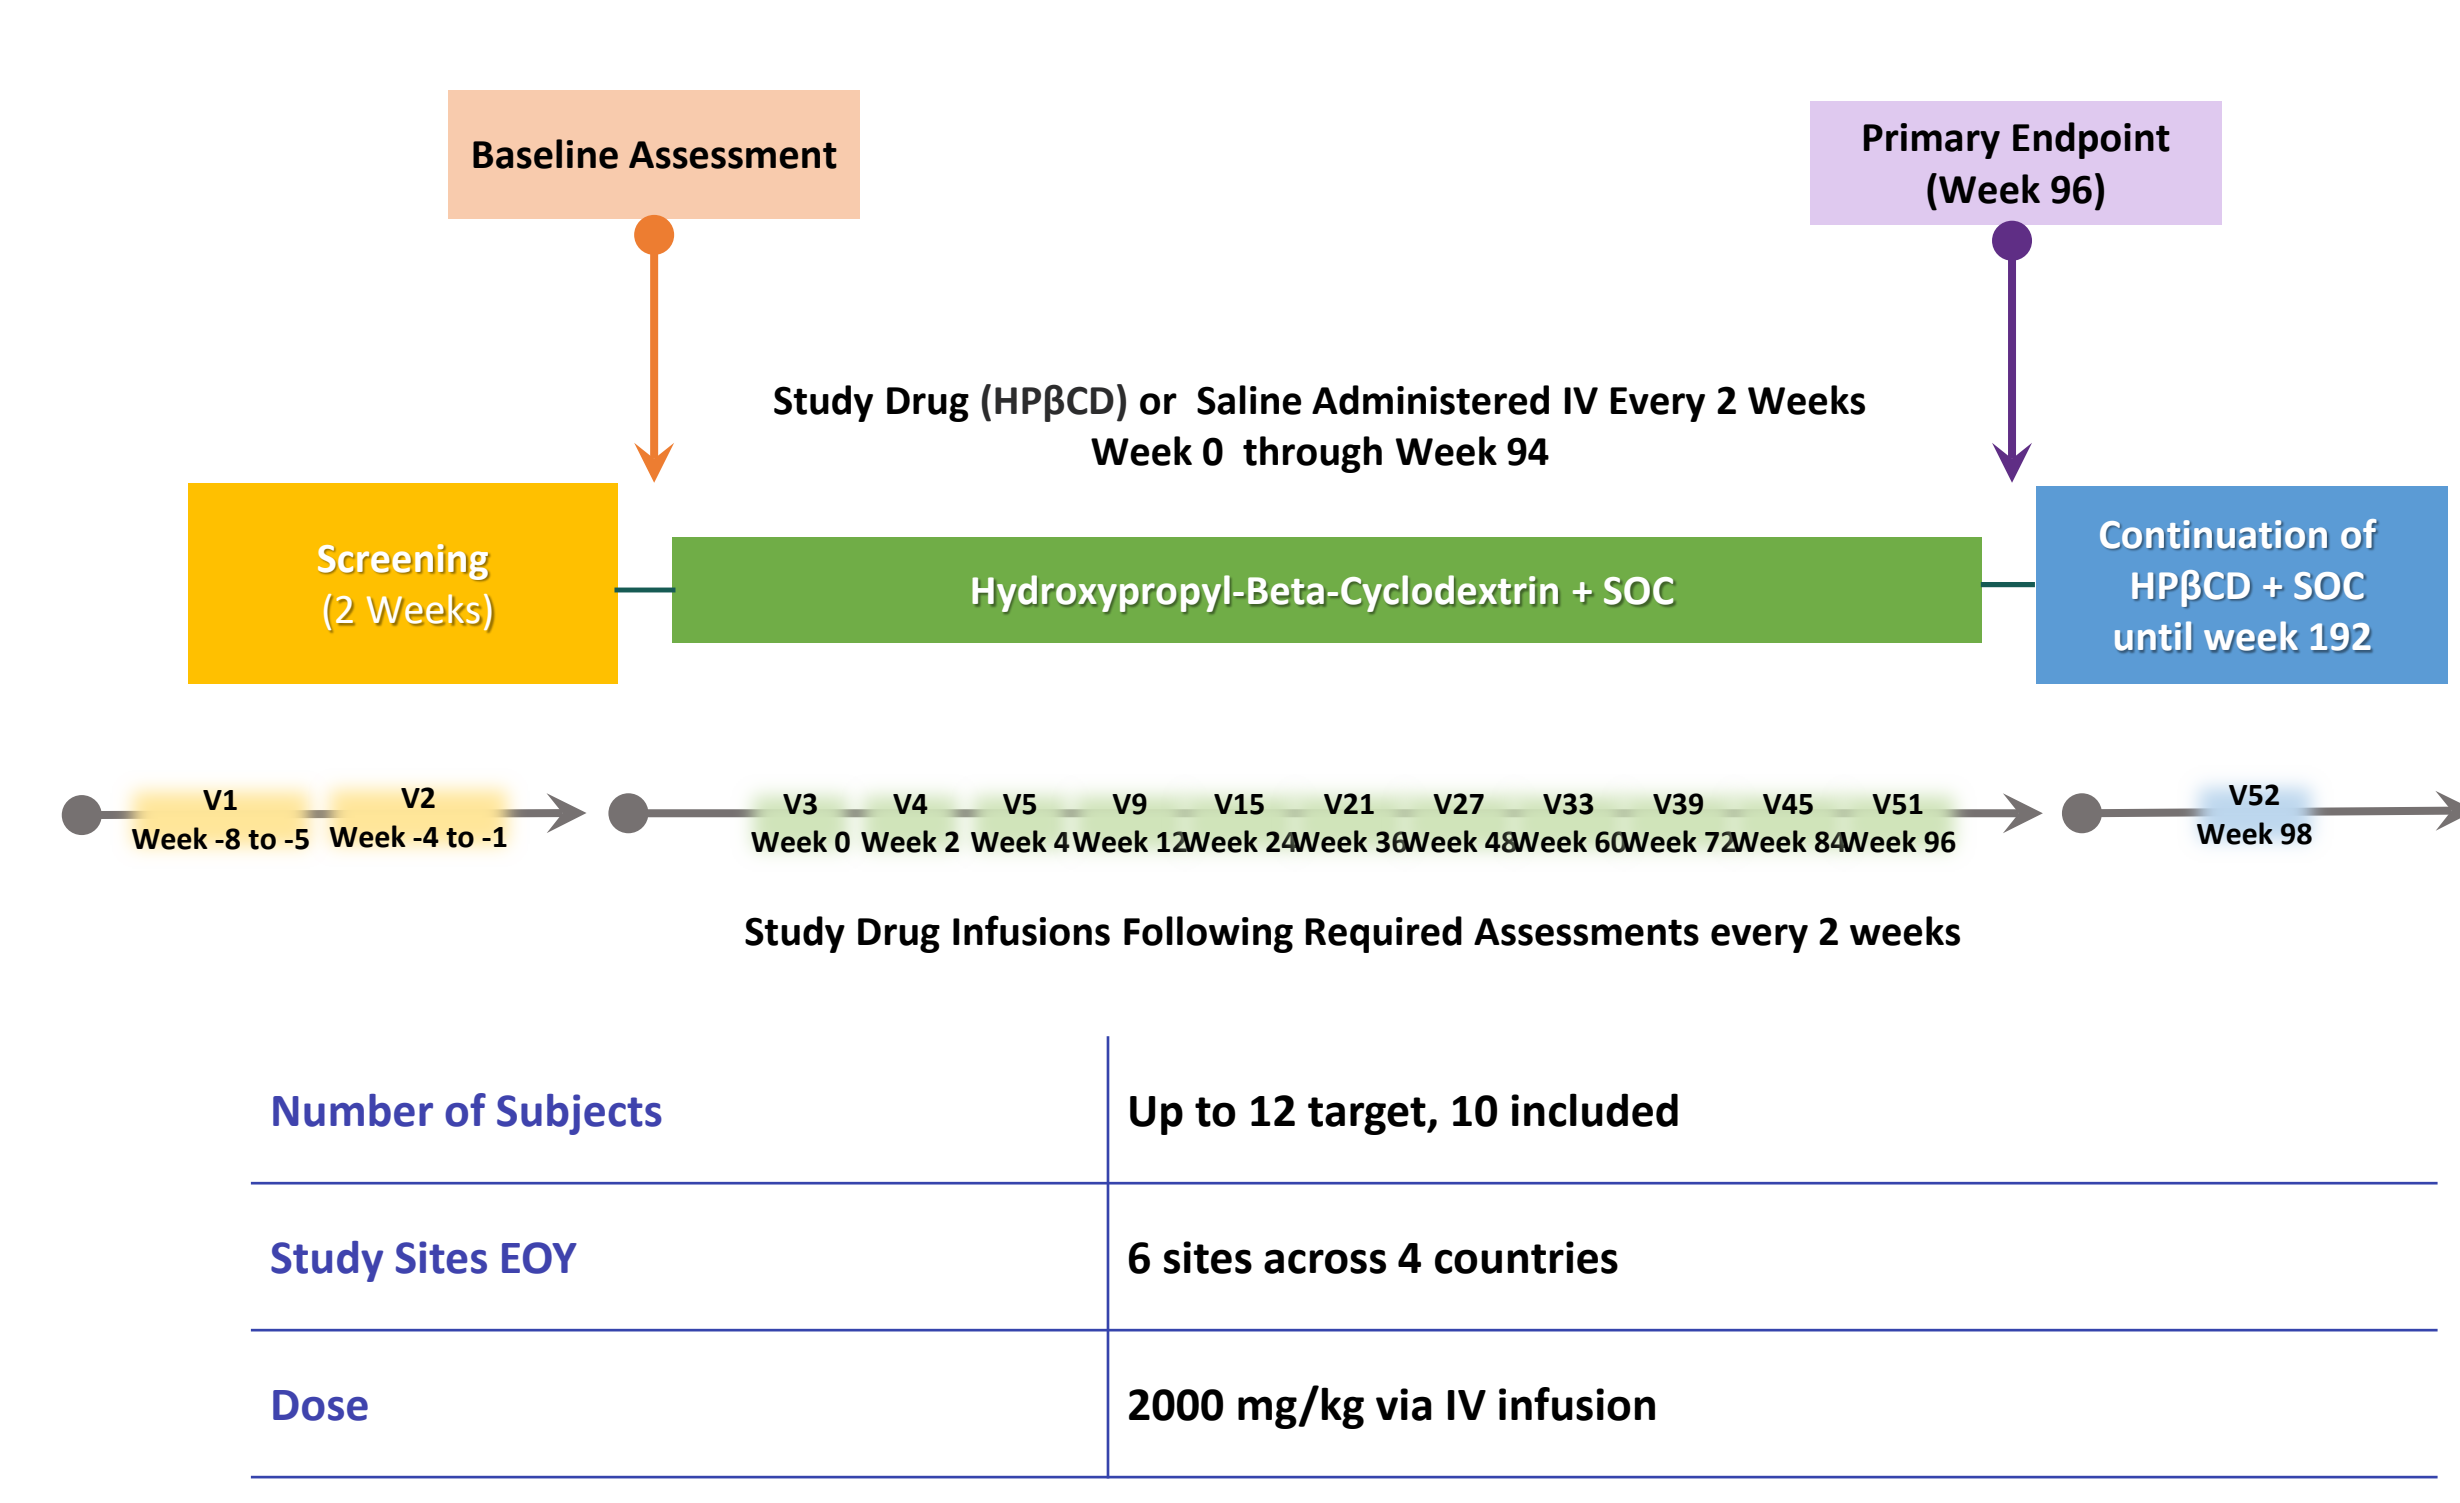 Baseline Assessment
Primary Endpoint
(Week 96)
Study Drug (HPβCD) or Saline Administered IV Every 2 Weeks
Week 0 through Week 94
Screening
(2 Weeks)
Hydroxypropyl-Beta-Cyclodextrin + SOC
Continuation of
HPβCD + SOC
until week 192
V1
Week -8 to -5
V2
Week -4 to -1
V3
Week 0
V4
Week 2
V5
Week 4
V9
Week 12
V15
Week 24
V21
Week 36
V27
Week 48
V33
Week 60
V39
Week 72
V45
Week 84
V51
Week 96
V52
Week 98
Study Drug Infusions Following Required Assessments every 2 weeks
Number of Subjects
Up to 12 target, 10 included
Study Sites EOY
6 sites across 4 countries
Dose
2000 mg/kg via IV infusion